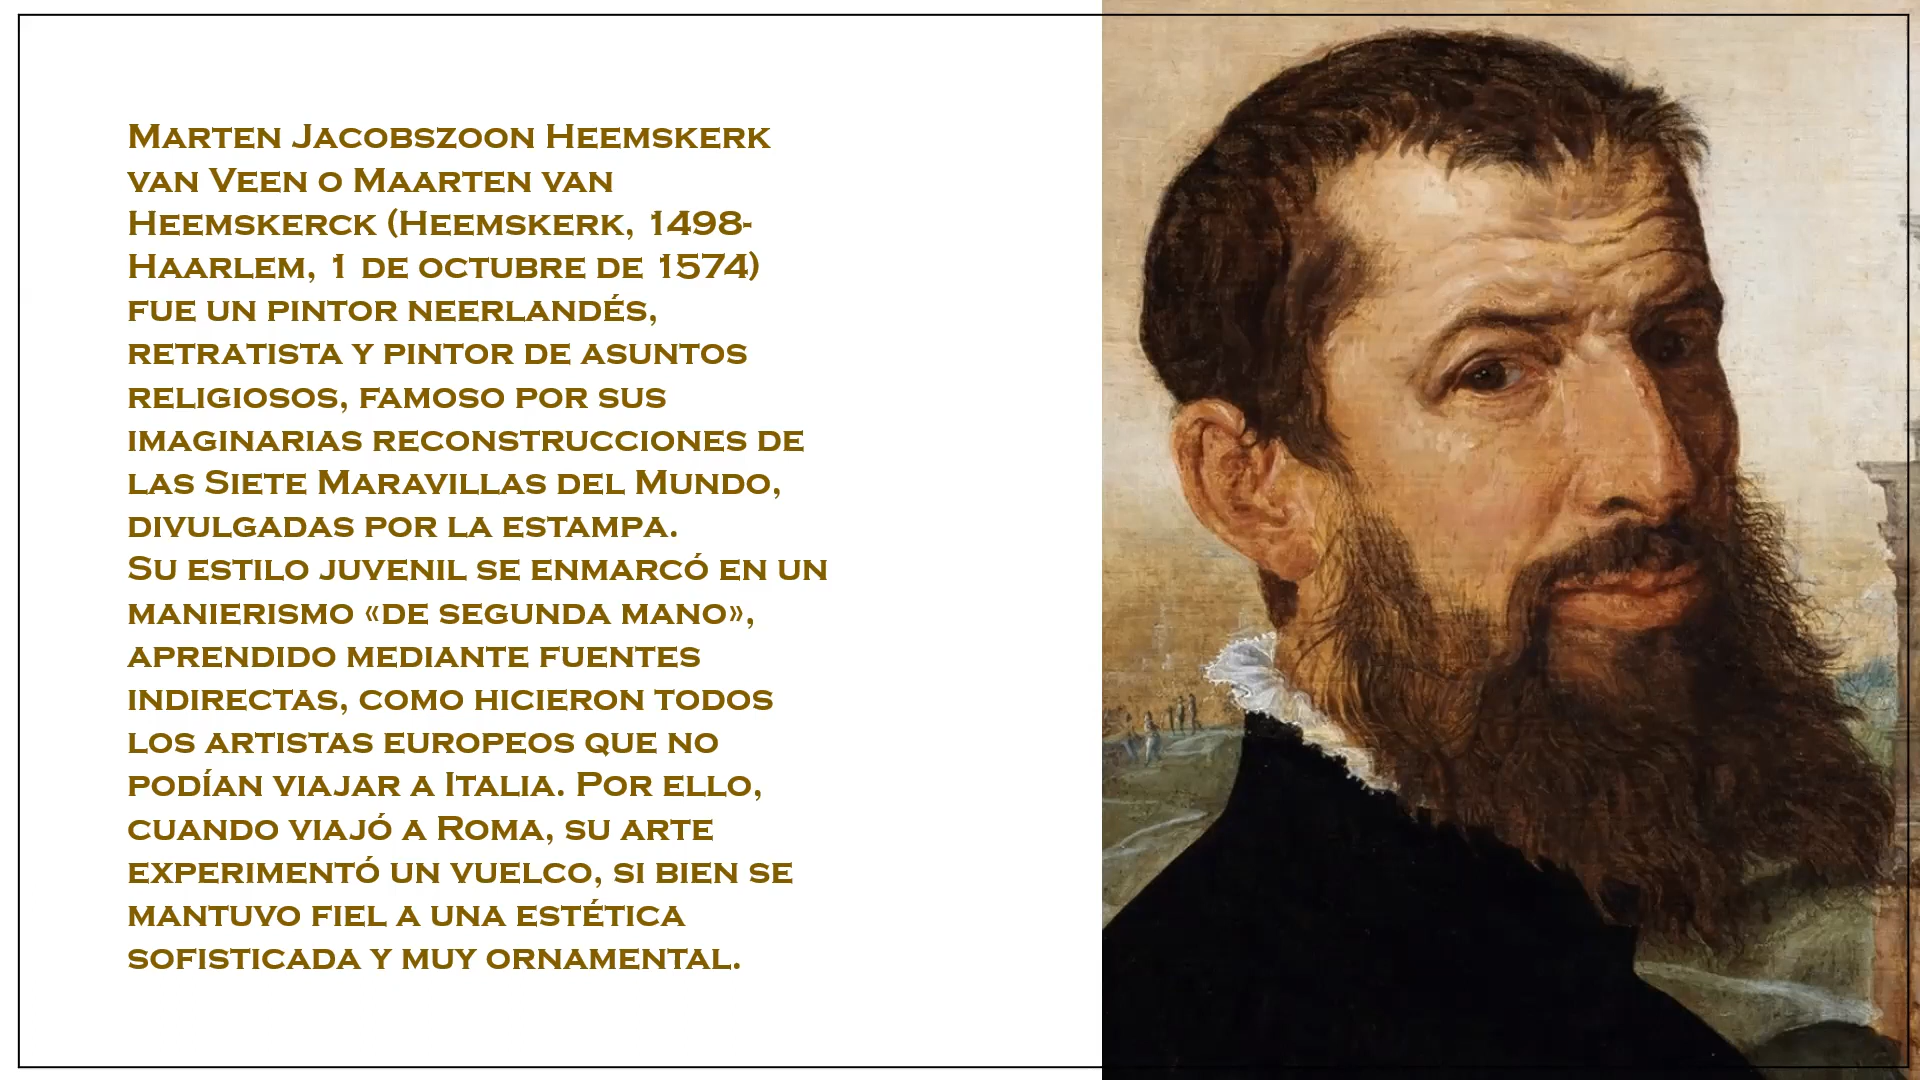 Marten Jacobszoon Heemskerk
van Veen o Maarten van
Heemskerck (Heemskerk, 1498-
Haarlem, 1 de octubre de 1574)
fue un pintor neerlandés,
retratista y pintor de asuntos
religiosos, famoso por sus
imaginarias reconstrucciones de
las Siete Maravillas del Mundo,
divulgadas por la estampa.
Su estilo juvenil se enmarcó en un
manierismo «de segunda mano»,
aprendido mediante fuentes
indirectas, como hicieron todos
los artistas europeos que no
podían viajar a Italia. Por ello,
cuando viajó a Roma, su arte
experimentó un vuelco, si bien se
mantuvo fiel a una estética
sofisticada y muy ornamental.